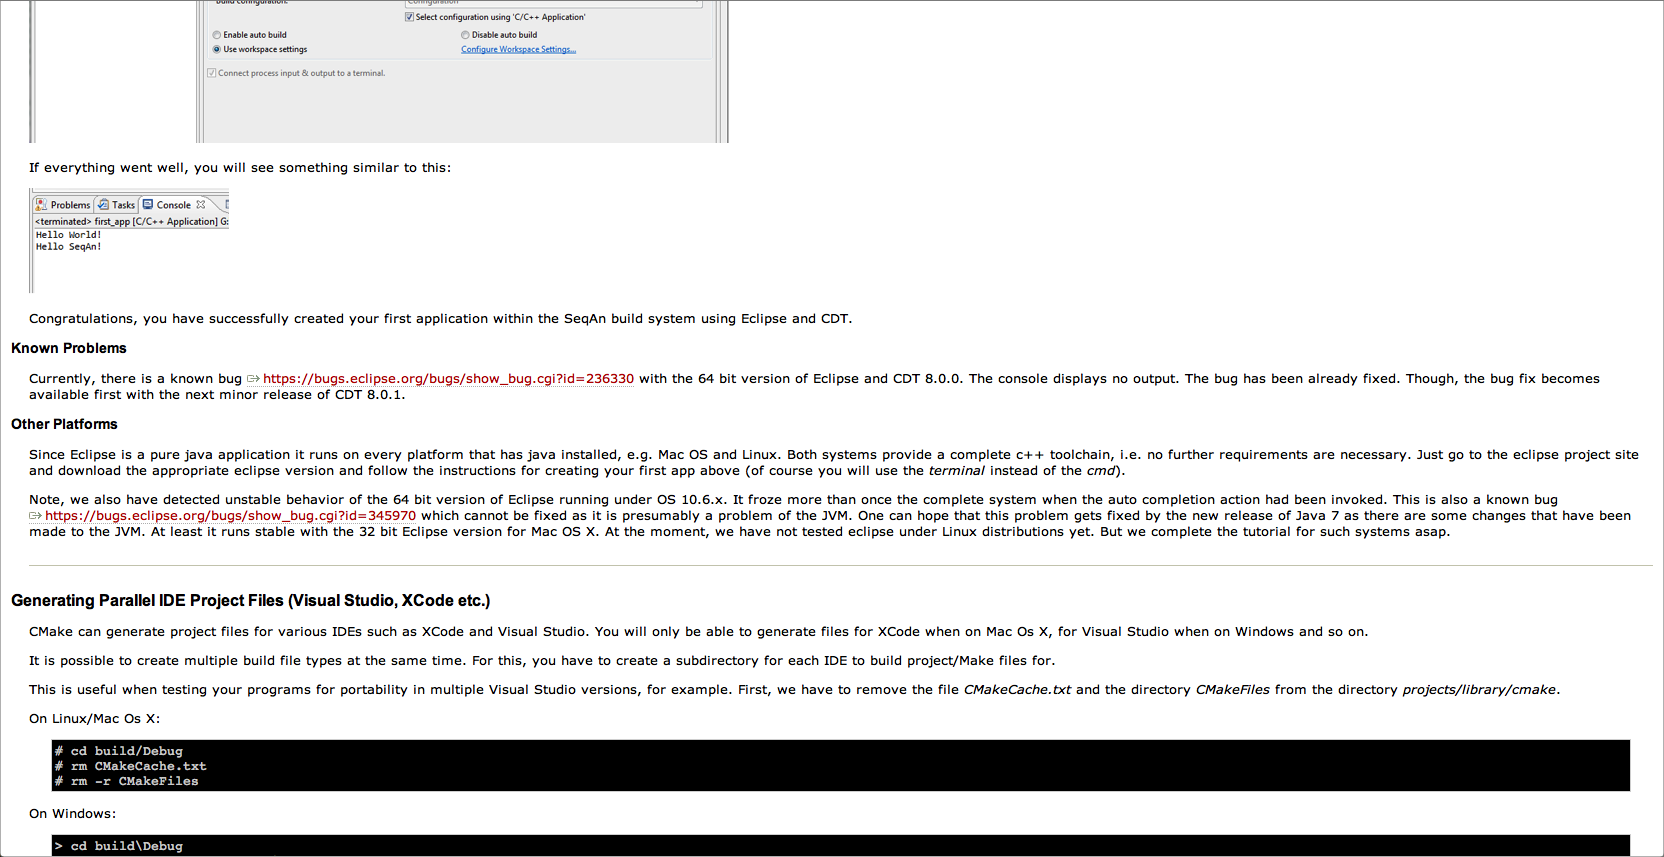 Select configuration using 'C/C++ Application'
Enable auto build
Disable auto build
Use workspace settings
Configure Workspace Settings...
Connect process input & output to a terminal.
If everything went well, you will see something similar to this:
Problems Tasks Console
<terminated> first_app [C/C++ Application] G:
Hello World!
Hello SeqAn!
Congratulations, you have successfully created your first application within the SeqAn build system using Eclipse and CDT.
Known Problems
Currently, there is a known bug https://bugs.eclipse.org/bugs/show_bug.cgi?id=236330 with the 64 bit version of Eclipse and CDT 8.0.0. The console displays no output. The bug has been already fixed. Though, the bug fix becomes
available first with the next minor release of CDT 8.0.1.
Other Platforms
Since Eclipse is a pure java application it runs on every platform that has java installed, e.g. Mac OS and Linux. Both systems provide a complete c++ toolchain, i.e. no further requirements are necessary. Just go to the eclipse project site
and download the appropriate eclipse version and follow the instructions for creating your first app above (of course you will use the terminal instead of the cmd).
Note, we also have detected unstable behavior of the 64 bit version of Eclipse running under OS 10.6.x. It froze more than once the complete system when the auto completion action had been invoked. This is also a known bug
https://bugs.eclipse.org/bugs/show_bug.cgi?id=345970 which cannot be fixed as it is presumably a problem of the JVM. One can hope that this problem gets fixed by the new release of Java 7 as there are some changes that have been
made to the JVM. At least it runs stable with the 32 bit Eclipse version for Mac OS X. At the moment, we have not tested eclipse under Linux distributions yet. But we complete the tutorial for such systems asap.
Generating Parallel IDE Project Files (Visual Studio, XCode etc.)
CMake can generate project files for various IDEs such as XCode and Visual Studio. You will only be able to generate files for XCode when on Mac Os X, for Visual Studio when on Windows and so on.
It is possible to create multiple build file types at the same time. For this, you have to create a subdirectory for each IDE to build project/Make files for.
This is useful when testing your programs for portability in multiple Visual Studio versions, for example. First, we have to remove the file CMakeCache.txt and the directory CMakeFiles from the directory projects/library/cmake.
On Linux/Mac Os X:
# cd build/Debug
# rm CMakeCache.txt
# rm -r CMakeFiles
On Windows:
> cd build\Debug